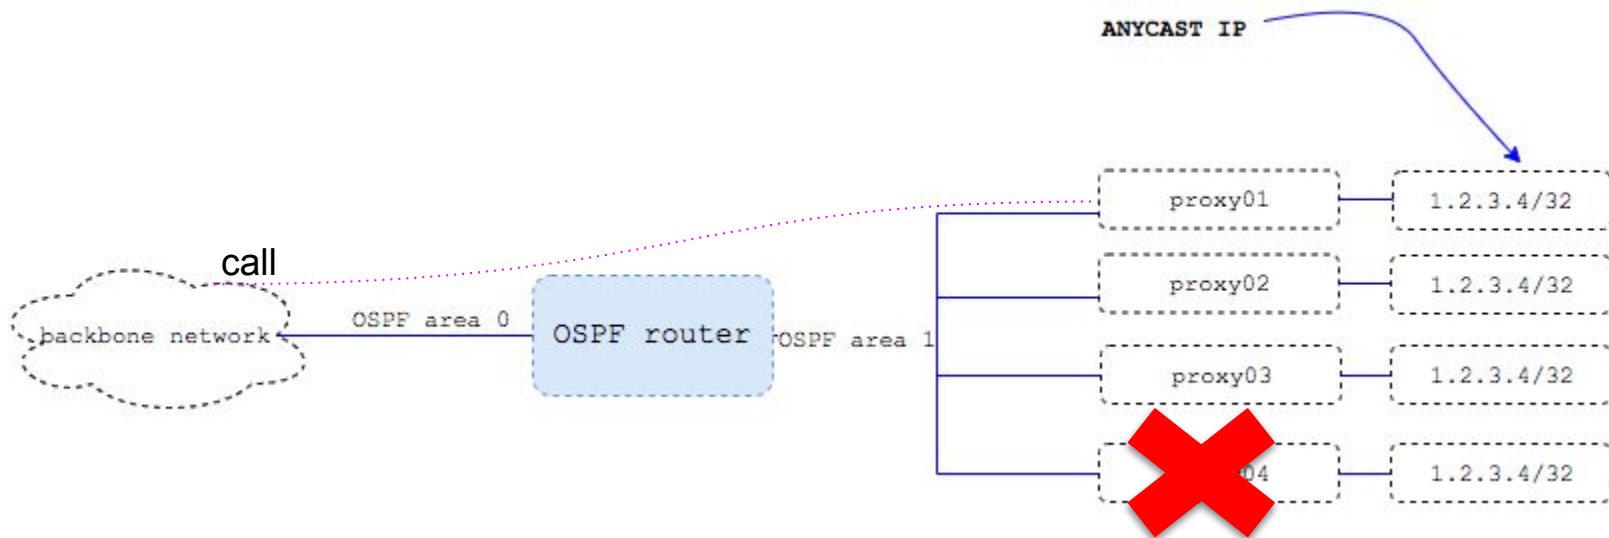 ANYCAST IP
proxy01
1.2.3.4/32
call
proxy02
1.2.3.4/32
OSPF area 0
backbone network
OSPF router
OSPF area 1
proxy03
1.2.3.4/32
04
1.2.3.4/32